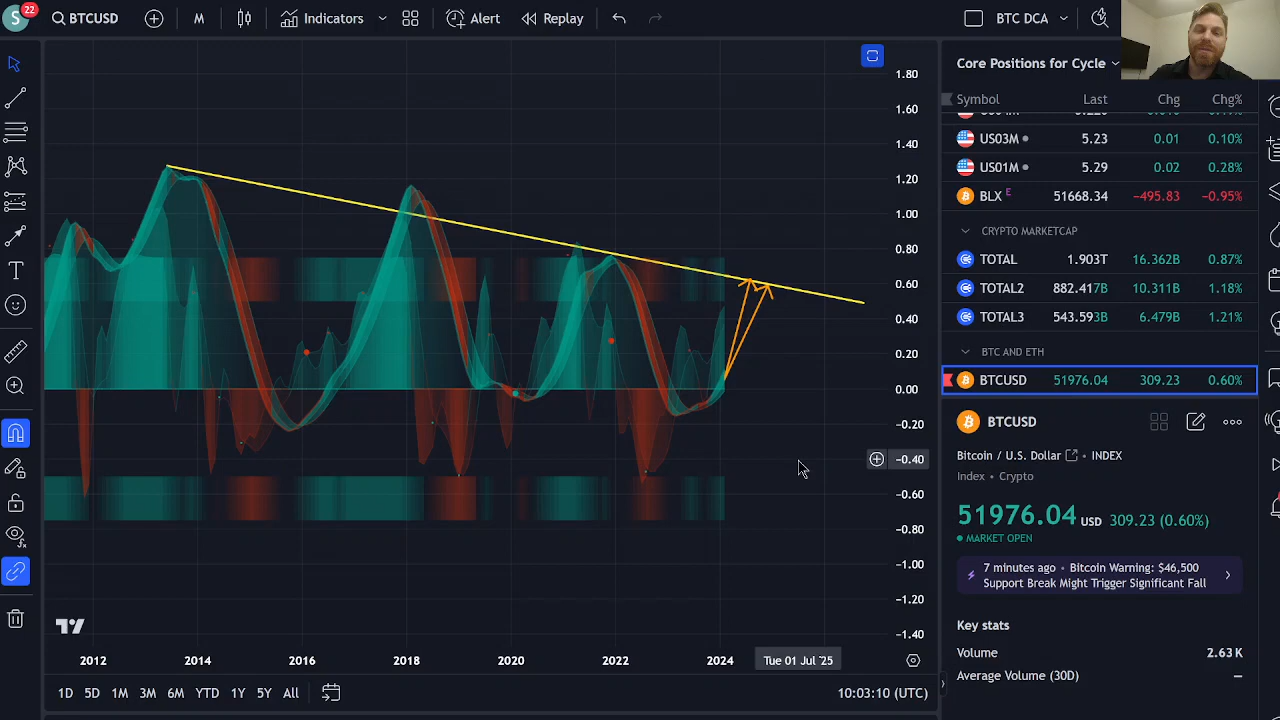 S 22 BTCUSD M Indicators Alert Replay BTC DCA
Core Positions for Cycle
Symbol Last Chg Chg%
US03M 5.23 0.01 0.10%
US01M 5.29 0.02 0.28%
BLX E 51668.34 −495.83 −0.95%
CRYPTO MARKETCAP
TOTAL 1.903T 16.362B 0.87%
TOTAL2 882.417B 10.311B 1.18%
TOTAL3 543.593B 6.479B 1.21%
BTC AND ETH
BTCUSD 51976.04 309.23 0.60%
BTCUSD
Bitcoin / U.S. Dollar • INDEX
Index • Crypto
51976.04 USD 309.23 (0.60%)
MARKET OPEN
7 minutes ago • Bitcoin Warning: $46,500
Support Break Might Trigger Significant Fall
Key stats
Volume 2.63K
Average Volume (30D) −
1.80
1.60
1.40
1.20
1.00
0.80
0.60
0.40
0.20
0.00
−0.20
−0.40
−0.60
−0.80
−1.00
−1.20
−1.40
2012 2014 2016 2018 2020 2022 2024 Tue 01 Jul '25
1D 5D 1M 3M 6M YTD 1Y 5Y All 10:03:10 (UTC)